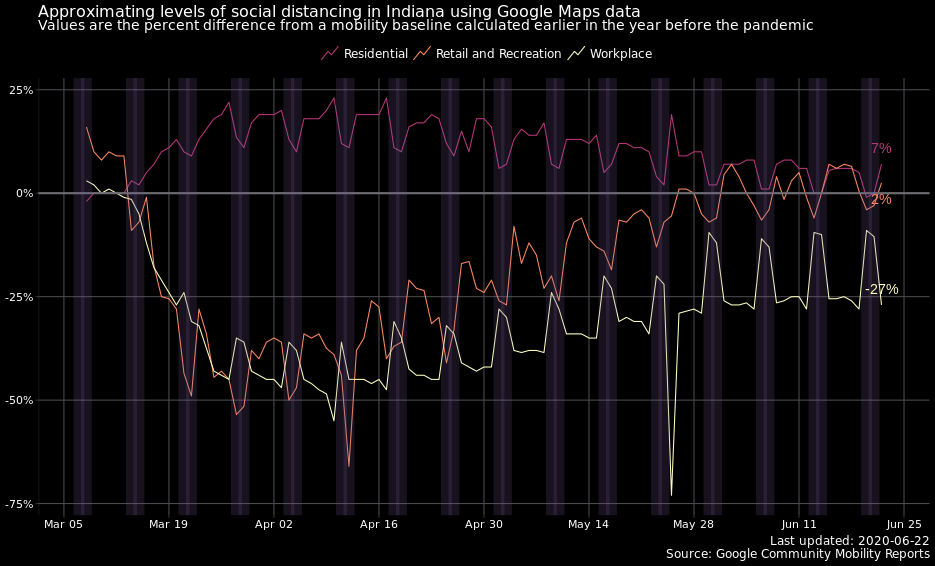 Approximating levels of social distancing in Indiana using Google Maps data
Values are the percent difference from a mobility baseline calculated earlier in the year before the pandemic
Residential Retail and Recreation Workplace
25%
0%
-25%
-50%
-75%
7%
2%
-27%
Mar 05 Mar 19 Apr 02 Apr 16 Apr 30 May 14 May 28 Jun 11 Jun 25
Last updated: 2020-06-22
Source: Google Community Mobility Reports